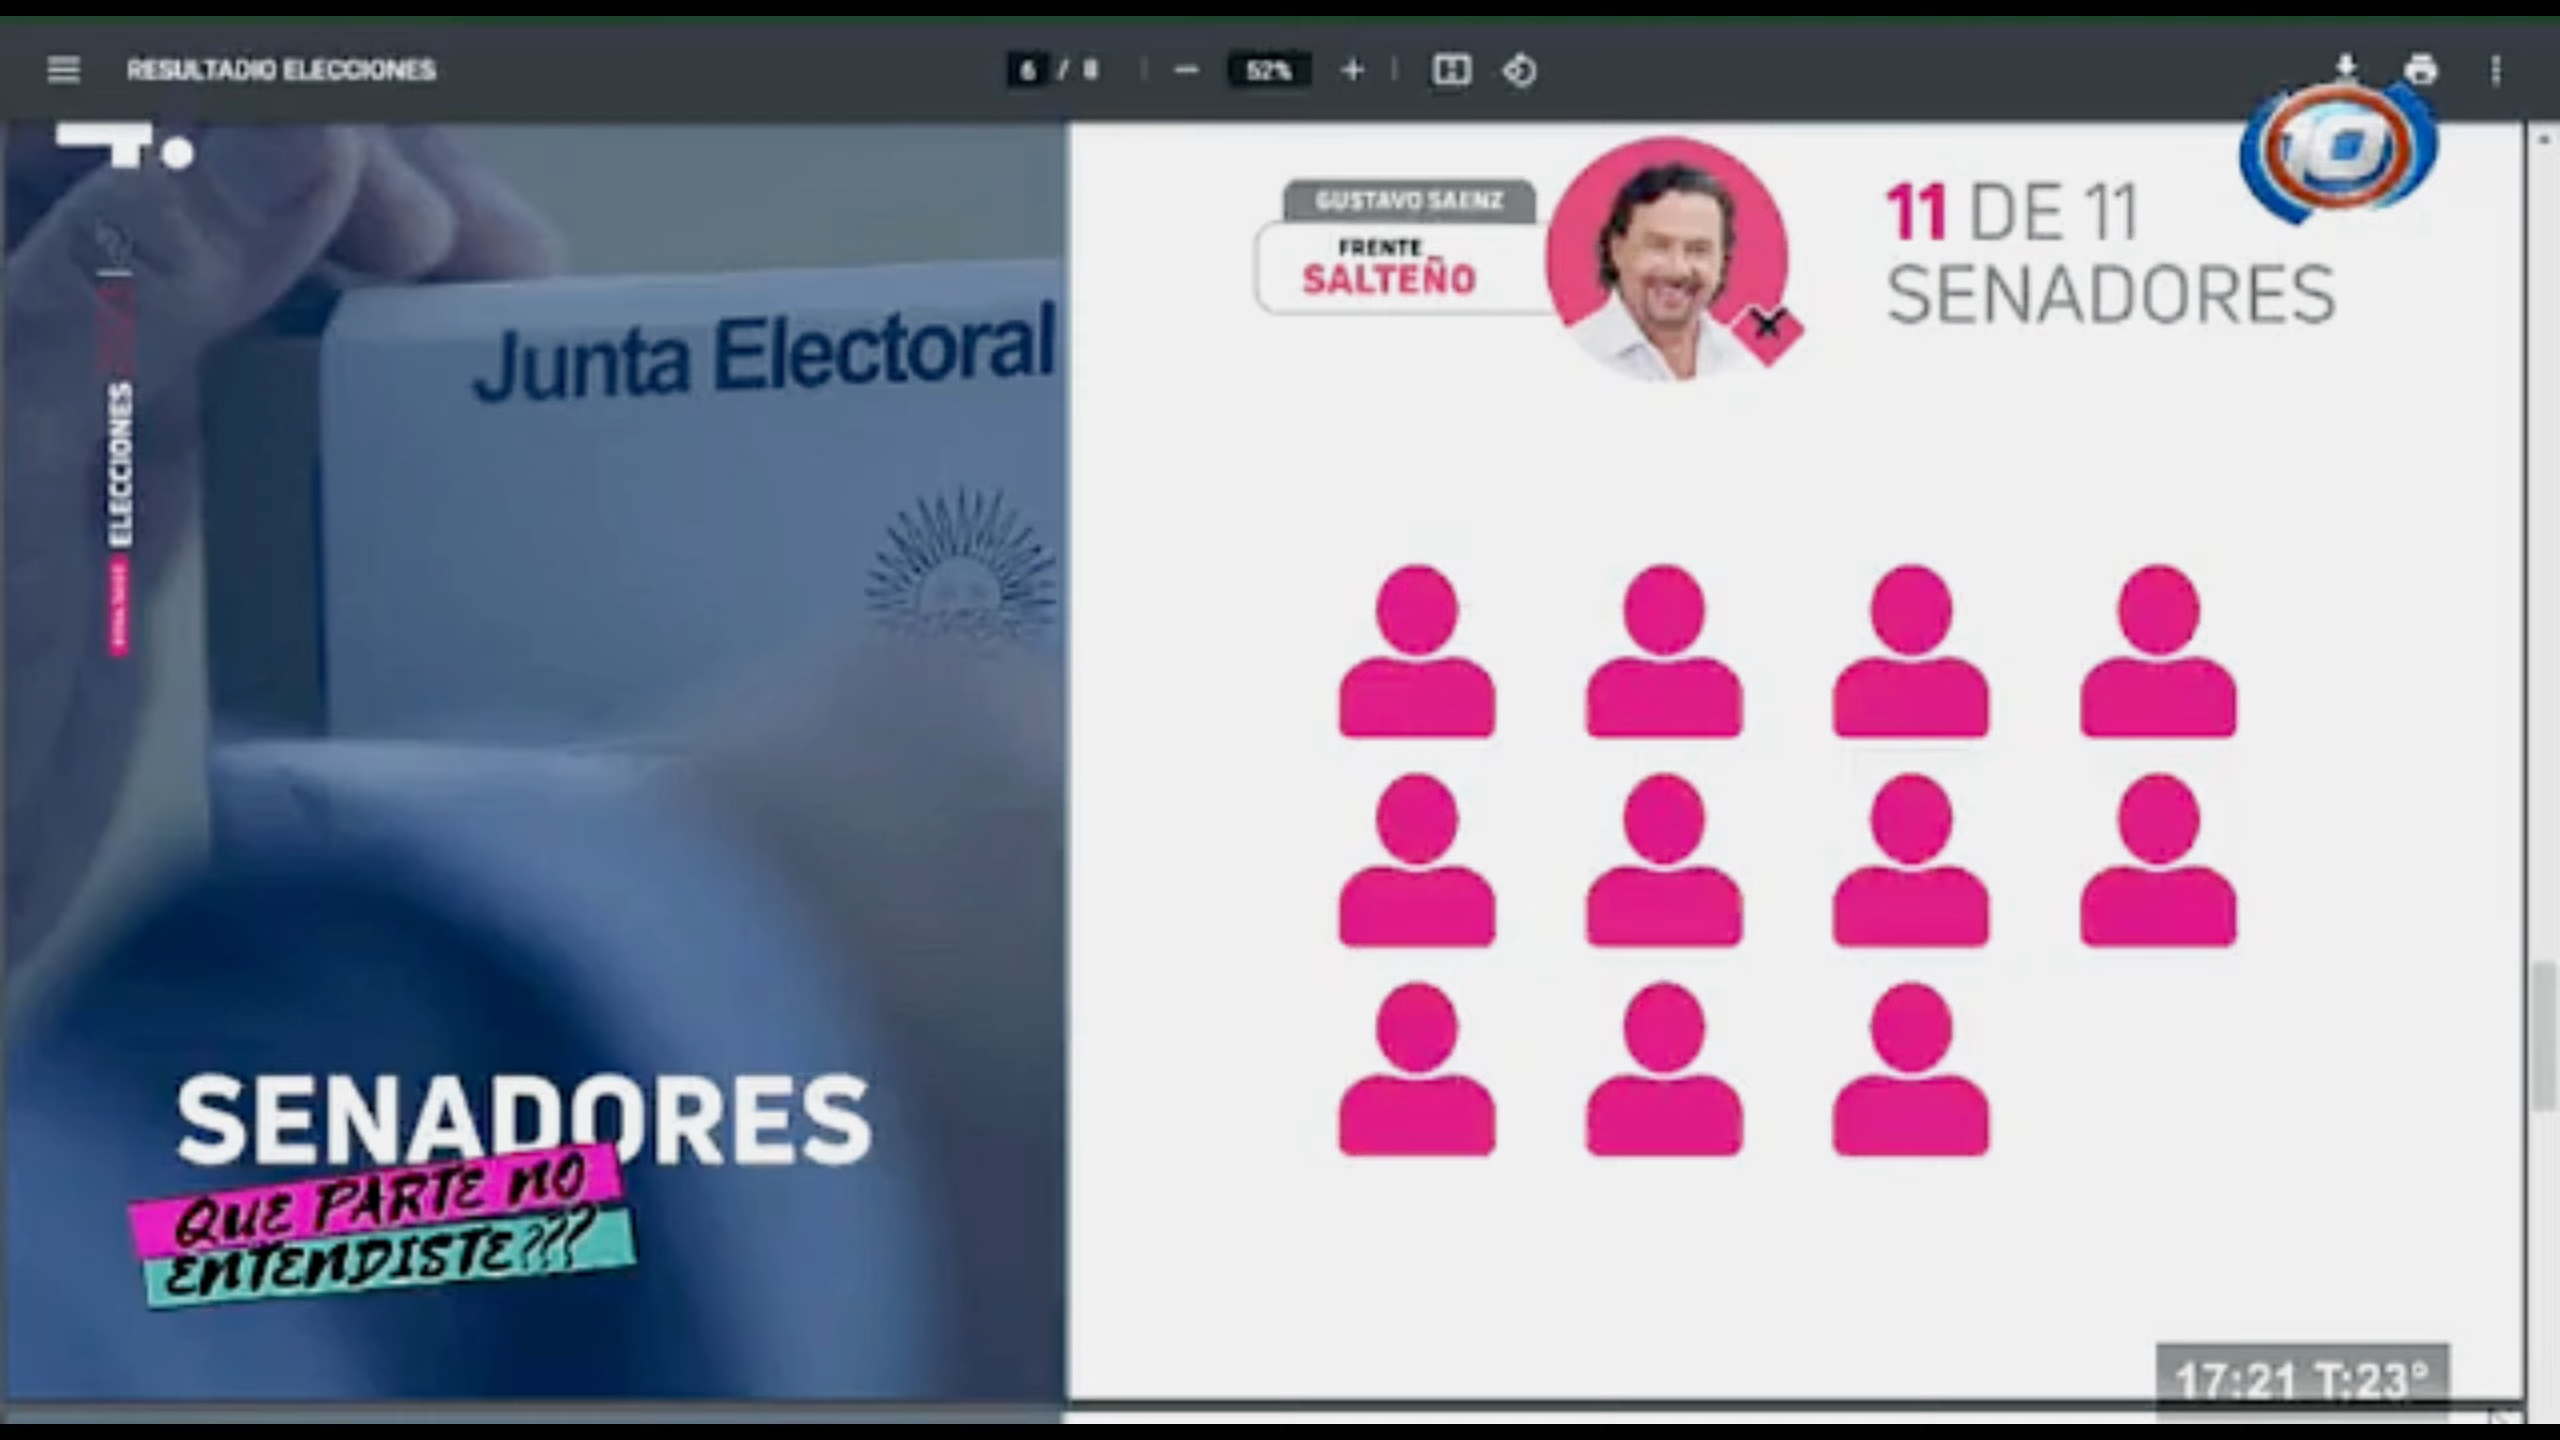 RESULTADIO ELECCIONES
6 / 8
52%
10
ELECCIONES
Junta Electoral
GUSTAVO SAENZ
FRENTE
SALTEÑO
11 DE 11
SENADORES
SENADORES
QUE PARTE NO
ENTENDISTE???
17:21 T:23°